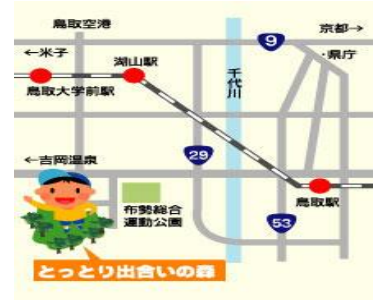 鳥取空港
京都→
9
←米子
湖山駅
・県庁
鳥取大学前駅
千代川
29
←吉岡温泉
布勢総合
運動公園
鳥取駅
53
とっとり出合いの森